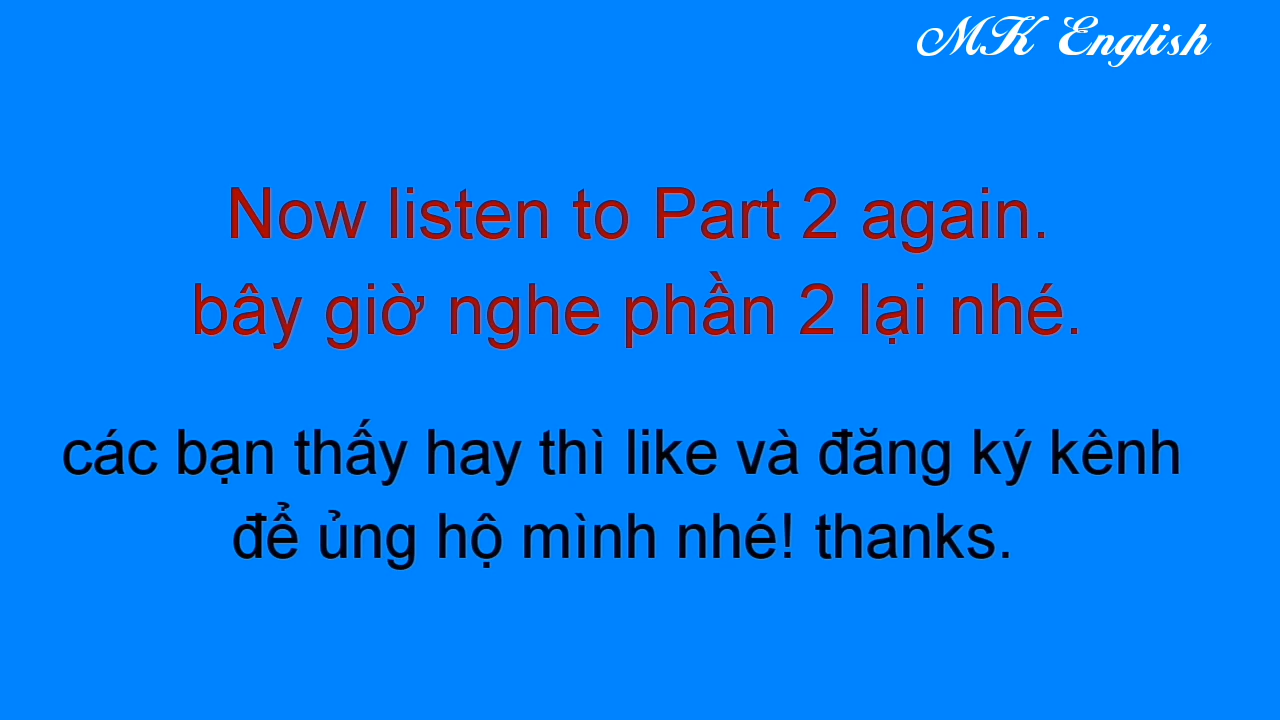 MK English
Now listen to Part 2 again.
bây giờ nghe phần 2 lại nhé.
các bạn thấy hay thì like và đăng ký kênh
để ủng hộ mình nhé! thanks.